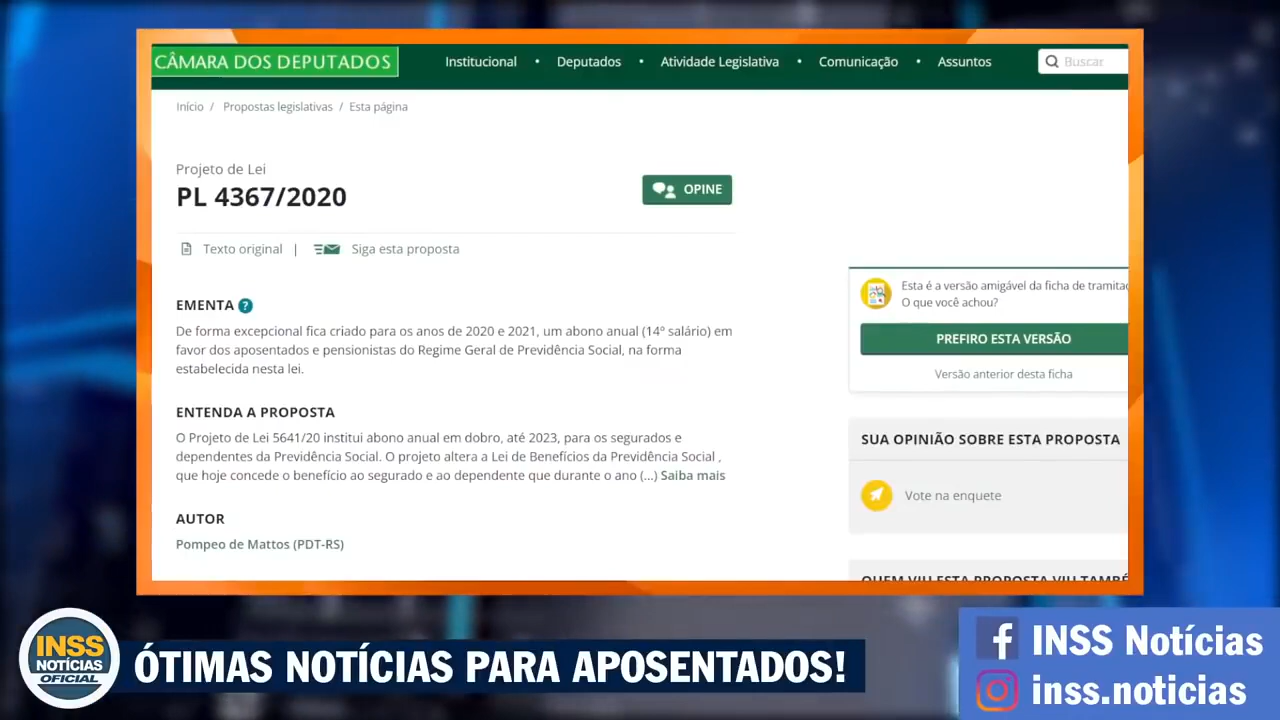 CÂMARA DOS DEPUTADOS
Institucional • Deputados • Atividade Legislativa • Comunicação • Assuntos
Buscar
Início / Propostas legislativas / Esta página
Projeto de Lei
PL 4367/2020
OPINE
Texto original | Siga esta proposta
EMENTA ?
De forma excepcional fica criado para os anos de 2020 e 2021, um abono anual (14º salário) em
favor dos aposentados e pensionistas do Regime Geral de Previdência Social, na forma
estabelecida nesta lei.
ENTENDA A PROPOSTA
O Projeto de Lei 5641/20 institui abono anual em dobro, até 2023, para os segurados e
dependentes da Previdência Social. O projeto altera a Lei de Benefícios da Previdência Social ,
que hoje concede o benefício ao segurado e ao dependente que durante o ano (...) Saiba mais
AUTOR
Pompeo de Mattos (PDT-RS)
Esta é a versão amigável da ficha de tramitaç
O que você achou?
PREFIRO ESTA VERSÃO
Versão anterior desta ficha
SUA OPINIÃO SOBRE ESTA PROPOSTA
Vote na enquete
QUEM VIU ESTA PROPOSTA VIU TAMBÉ
INSS
NOTÍCIAS
OFICIAL
ÓTIMAS NOTÍCIAS PARA APOSENTADOS!
INSS Notícias
inss.noticias